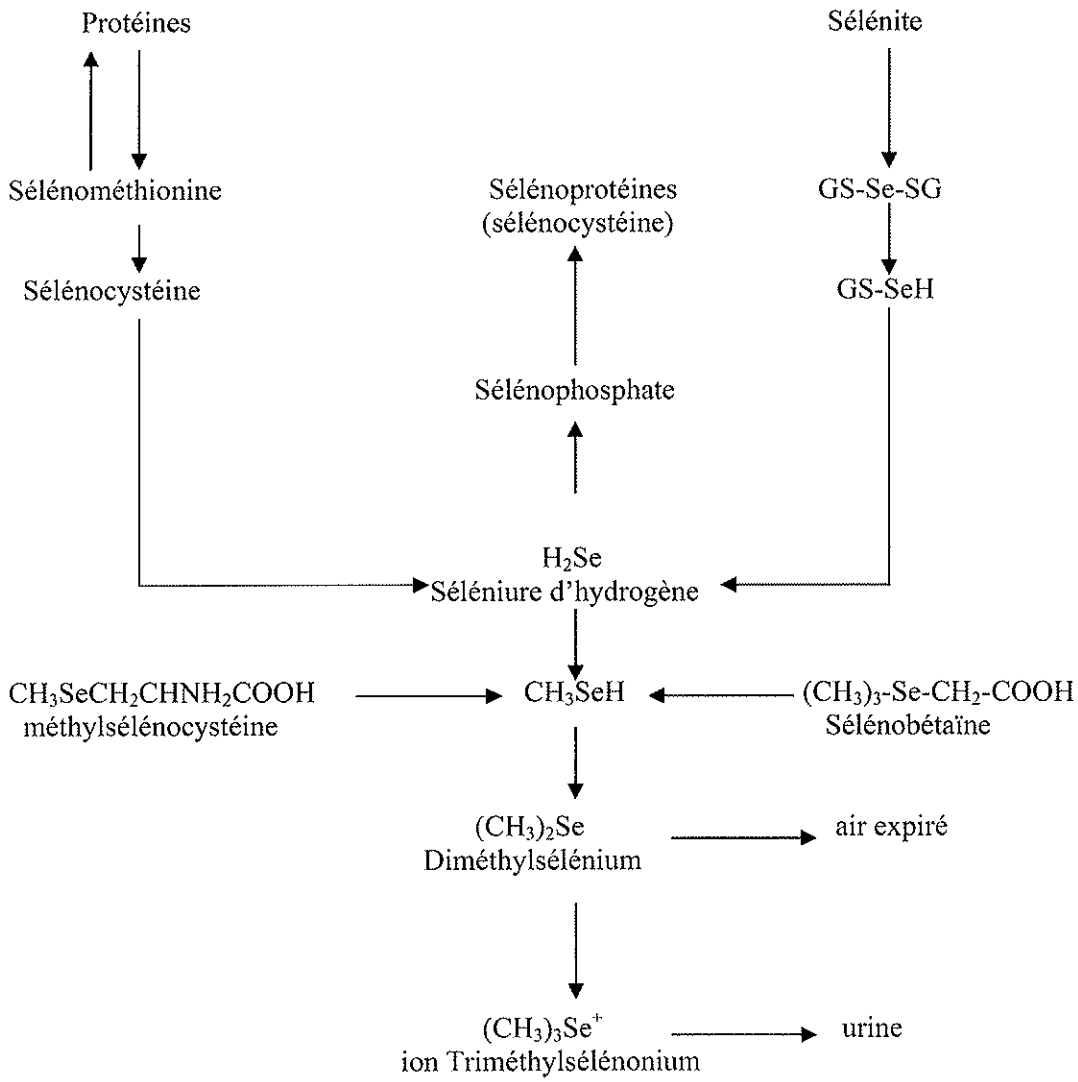 Protéines
Sélénite
Sélénométhionine
Sélénoprotéines
(sélénocystéine)
GS-Se-SG
Sélénocystéine
GS-SeH
Sélénophosphate
H₂Se
Séléniure d'hydrogène
CH₃SeCH₂CHNH₂COOH
méthylsélénocystéine
CH₃SeH
(CH₃)₃-Se-CH₂-COOH
Sélénobétaïne
(CH₃)₂Se
Diméthylsélénium
air expiré
(CH₃)₃Se⁺
ion Triméthylsélénonium
urine